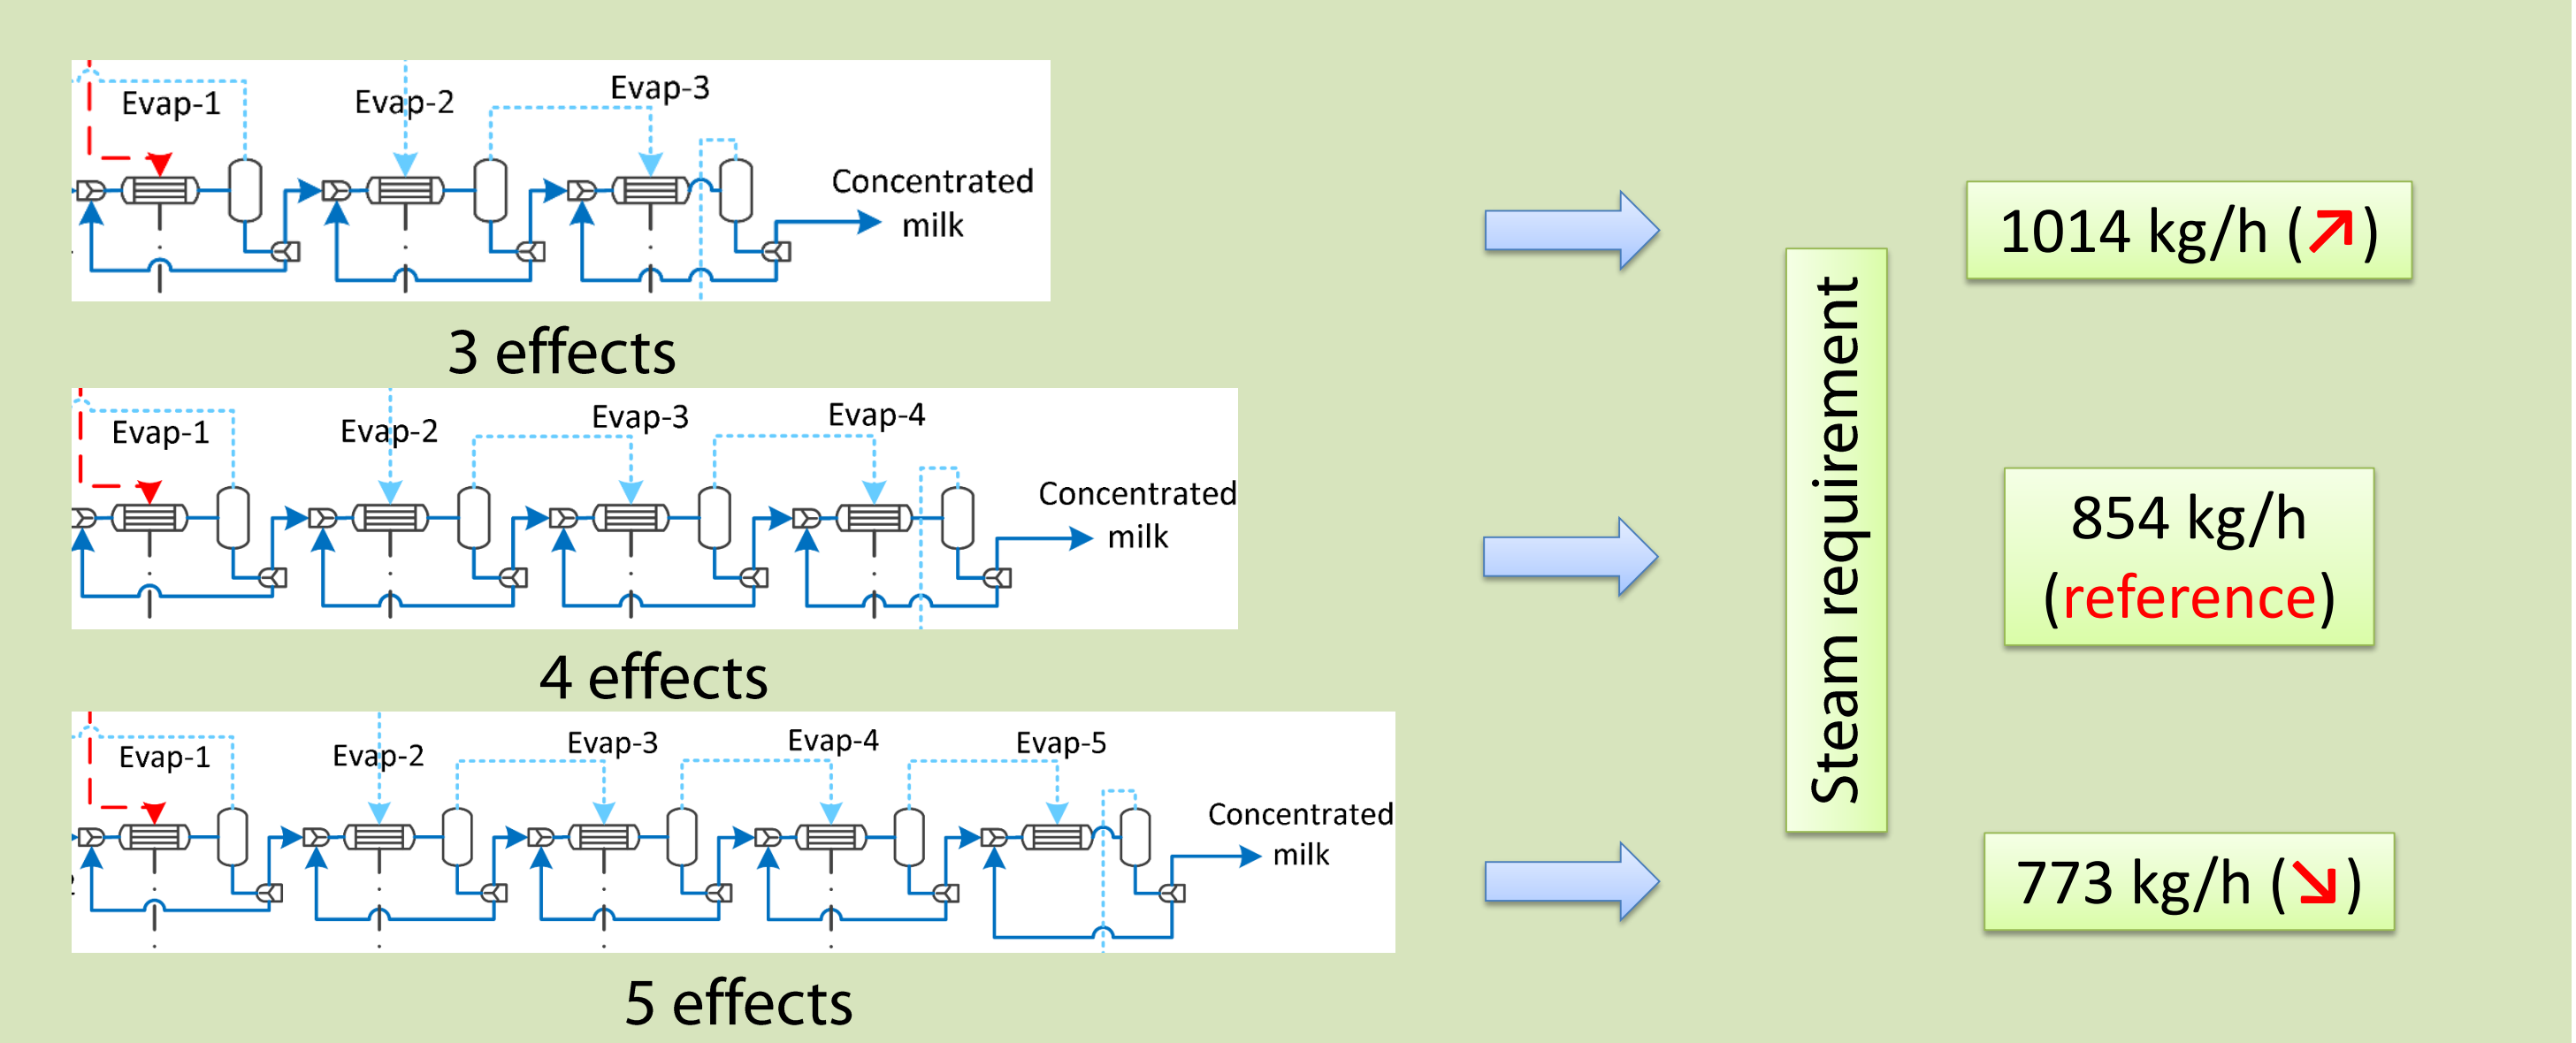 Evap-1
Evap-2
Evap-3
Concentrated
milk
3 effects
1014 kg/h (↗)
Evap-1
Evap-2
Evap-3
Evap-4
Concentrated
milk
4 effects
Steam requirement
854 kg/h
(reference)
Evap-1
Evap-2
Evap-3
Evap-4
Evap-5
Concentrated
milk
5 effects
773 kg/h (↘)